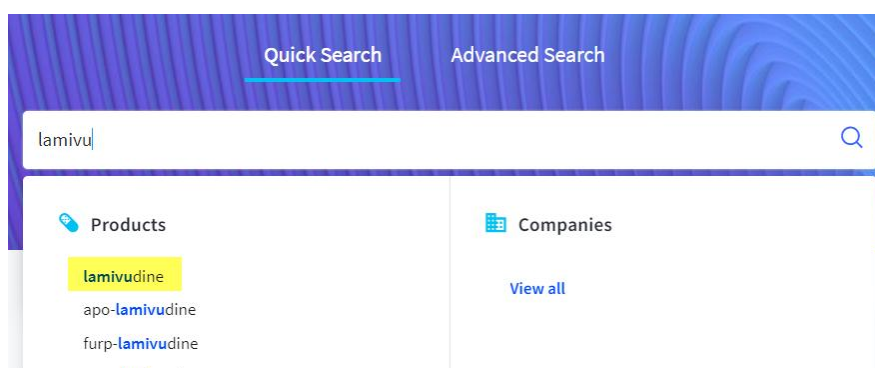 Quick Search Advanced Search
lamivu
Products
lamivudine
apo-lamivudine
furp-lamivudine
Companies
View all